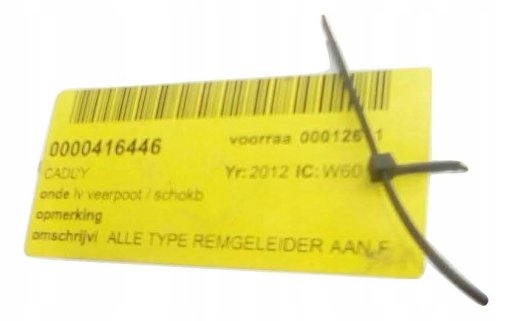 0000416446 voorraa 00012
CADDY Yr: 2012 IC: W60
onde lv veerpoot / schokb
opmerking
omschrijvi ALLE TYPE REMGELEIDER AAN